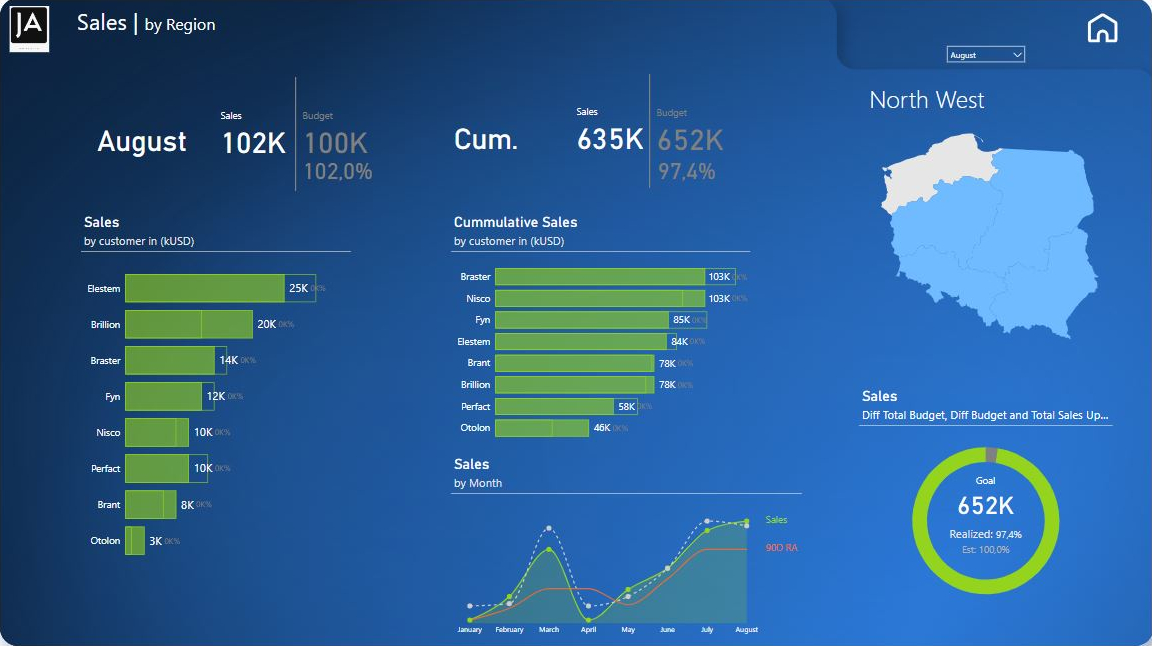 JA
Sales | by Region
August
North West
August
Sales
102K
Budget
100K
102,0%
Cum.
Sales
635K
Budget
652K
97,4%
Sales
by customer in (kUSD)
Elestem 25K 0K%
Brillion 20K 0K%
Braster 14K 0K%
Fyn 12K 0K%
Nisco 10K 0K%
Perfact 10K 0K%
Brant 8K 0K%
Otolon 3K 0K%
Cummulative Sales
by customer in (kUSD)
Braster 103K 0K%
Nisco 103K 0K%
Fyn 85K 0K%
Elestem 84K 0K%
Brant 78K 0K%
Brillion 78K 0K%
Perfact 58K 0K%
Otolon 46K 0K%
Sales
by Month
Sales
90D RA
January February March April May June July August
Sales
Diff Total Budget, Diff Budget and Total Sales Up...
Goal
652K
Realized: 97,4%
Est: 100,0%